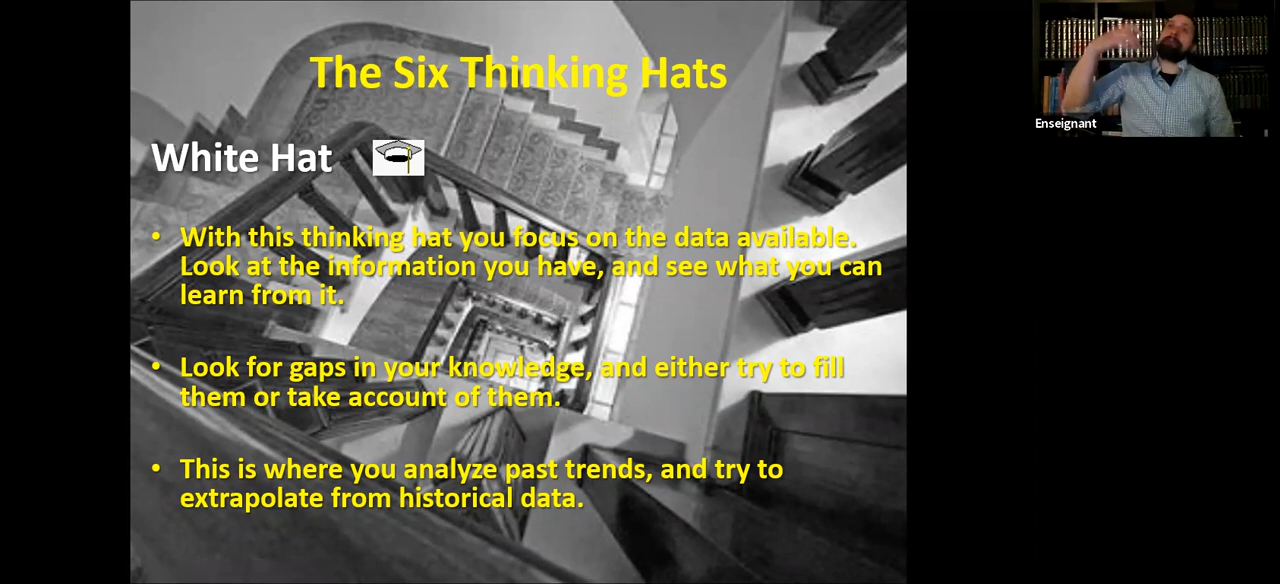 The Six Thinking Hats
White Hat
• With this thinking hat you focus on the data available.
Look at the information you have, and see what you can
learn from it.
• Look for gaps in your knowledge, and either try to fill
them or take account of them.
• This is where you analyze past trends, and try to
extrapolate from historical data.
Enseignant